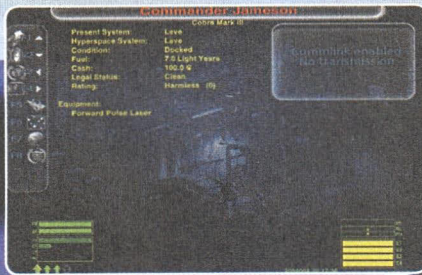 Commander Jameson
Cobra Mark III
Present System: Lave
Hyperspace System: Lave
Condition: Docked
Fuel: 7.0 Light Years
Cash: 100.0 ₢
Legal Status: Clean
Rating: Harmless (0)
Equipment:
Forward Pulse Laser
Commlink enabled
No transmission